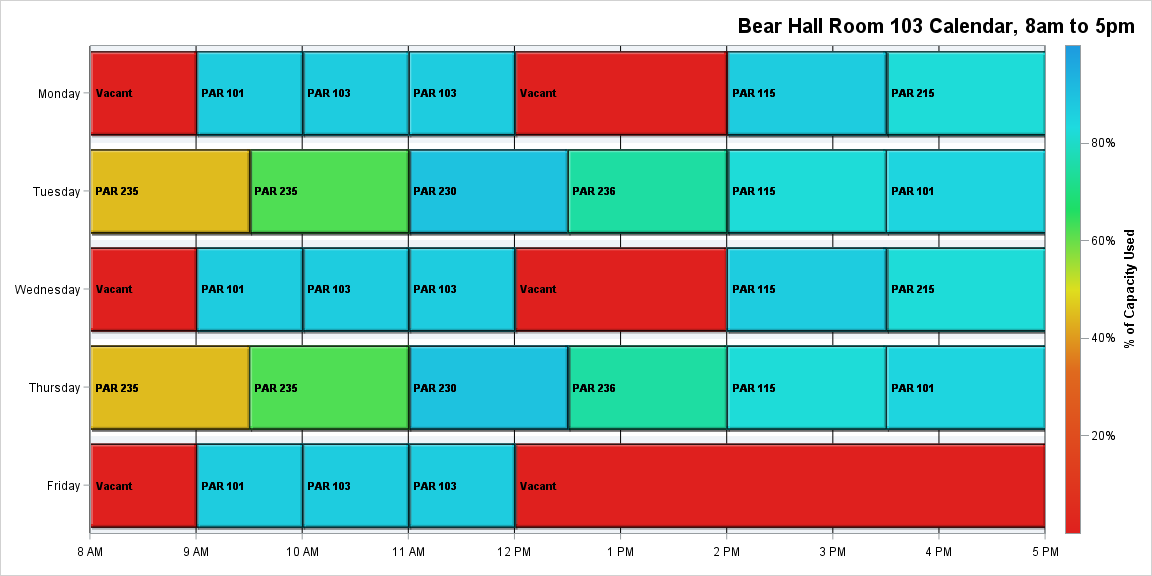 Bear Hall Room 103 Calendar, 8am to 5pm
Monday
Vacant
PAR 101
PAR 103
PAR 103
Vacant
PAR 115
PAR 215
Tuesday
PAR 235
PAR 235
PAR 230
PAR 236
PAR 115
PAR 101
Wednesday
Vacant
PAR 101
PAR 103
PAR 103
Vacant
PAR 115
PAR 215
Thursday
PAR 235
PAR 235
PAR 230
PAR 236
PAR 115
PAR 101
Friday
Vacant
PAR 101
PAR 103
PAR 103
Vacant
8 AM
9 AM
10 AM
11 AM
12 PM
1 PM
2 PM
3 PM
4 PM
5 PM
80%
60%
40%
20%
% of Capacity Used